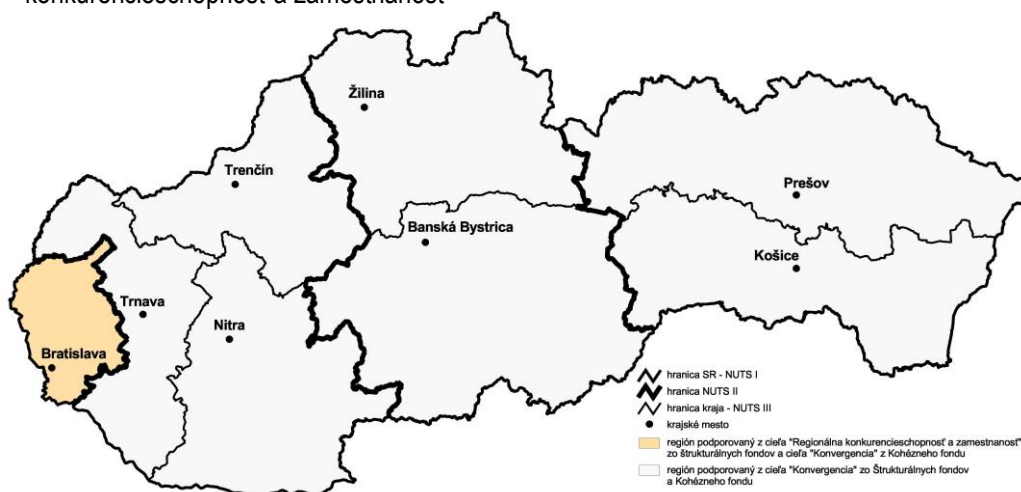 konkurencieschopnosť a zamestnanosť
Žilina
Trenčín
Prešov
Banská Bystrica
Košice
Trnava
Nitra
Bratislava
hranica SR - NUTS I
hranica NUTS II
hranica kraja - NUTS III
krajské mesto
región podporovaný z cieľa "Regionálna konkurencieschopnosť a zamestnanosť"
zo štrukturálnych fondov a cieľa "Konvergencia" z Kohézneho fondu
región podporovaný z cieľa "Konvergencia" zo Štrukturálnych fondov
a Kohézneho fondu